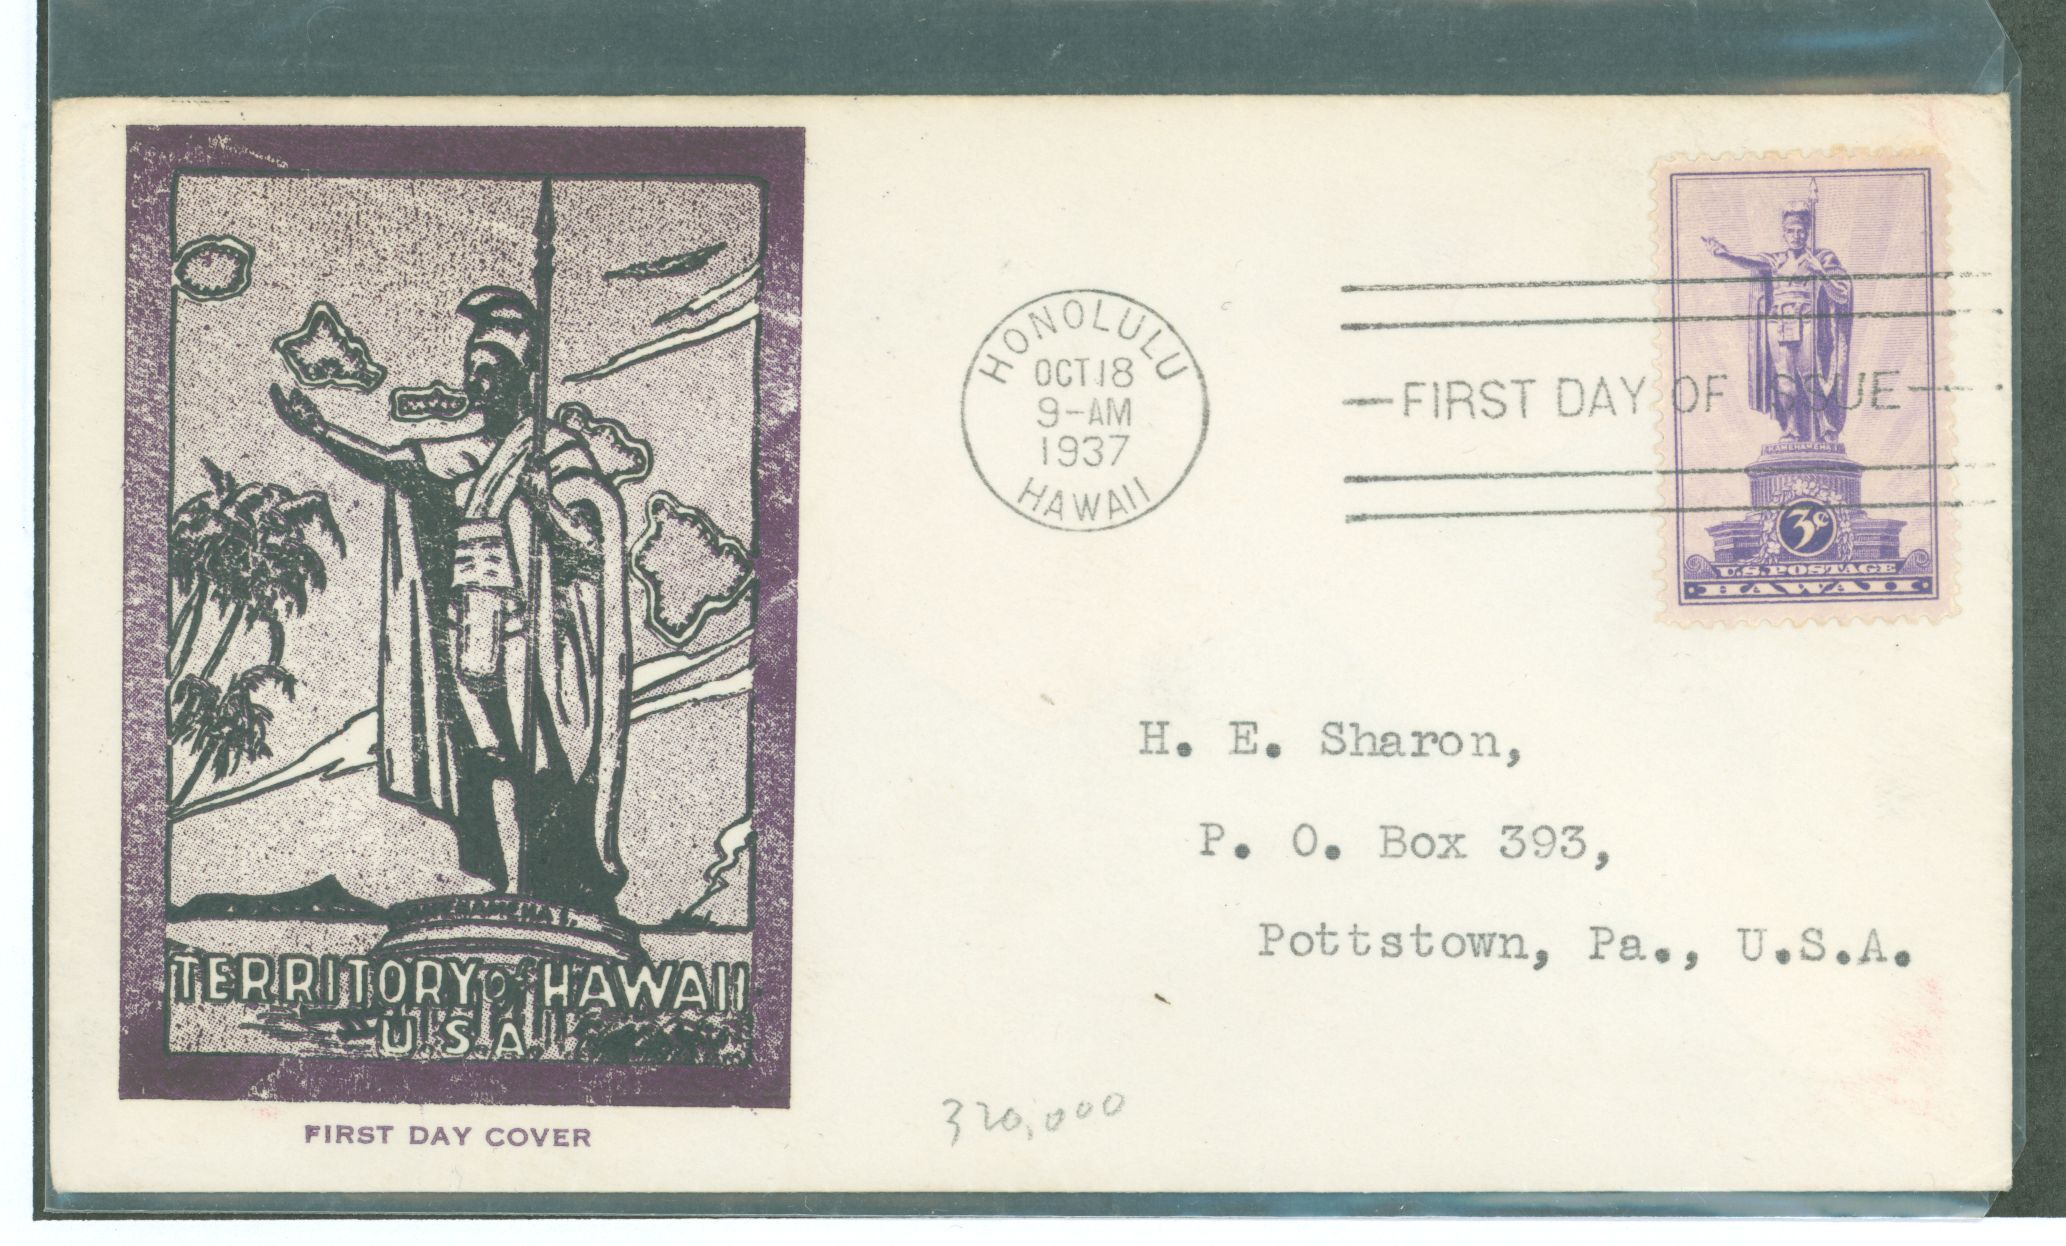 KAMEHAMEHA I.
TERRITORY of HAWAII
U.S.A.
FIRST DAY COVER
HONOLULU
OCT 18
9-AM
1937
HAWAII
FIRST DAY OF ISSUE
KAMEHAMEHA I
3¢
U.S. POSTAGE
HAWAII
H. E. Sharon,
P. O. Box 393,
Pottstown, Pa., U.S.A.
320,000